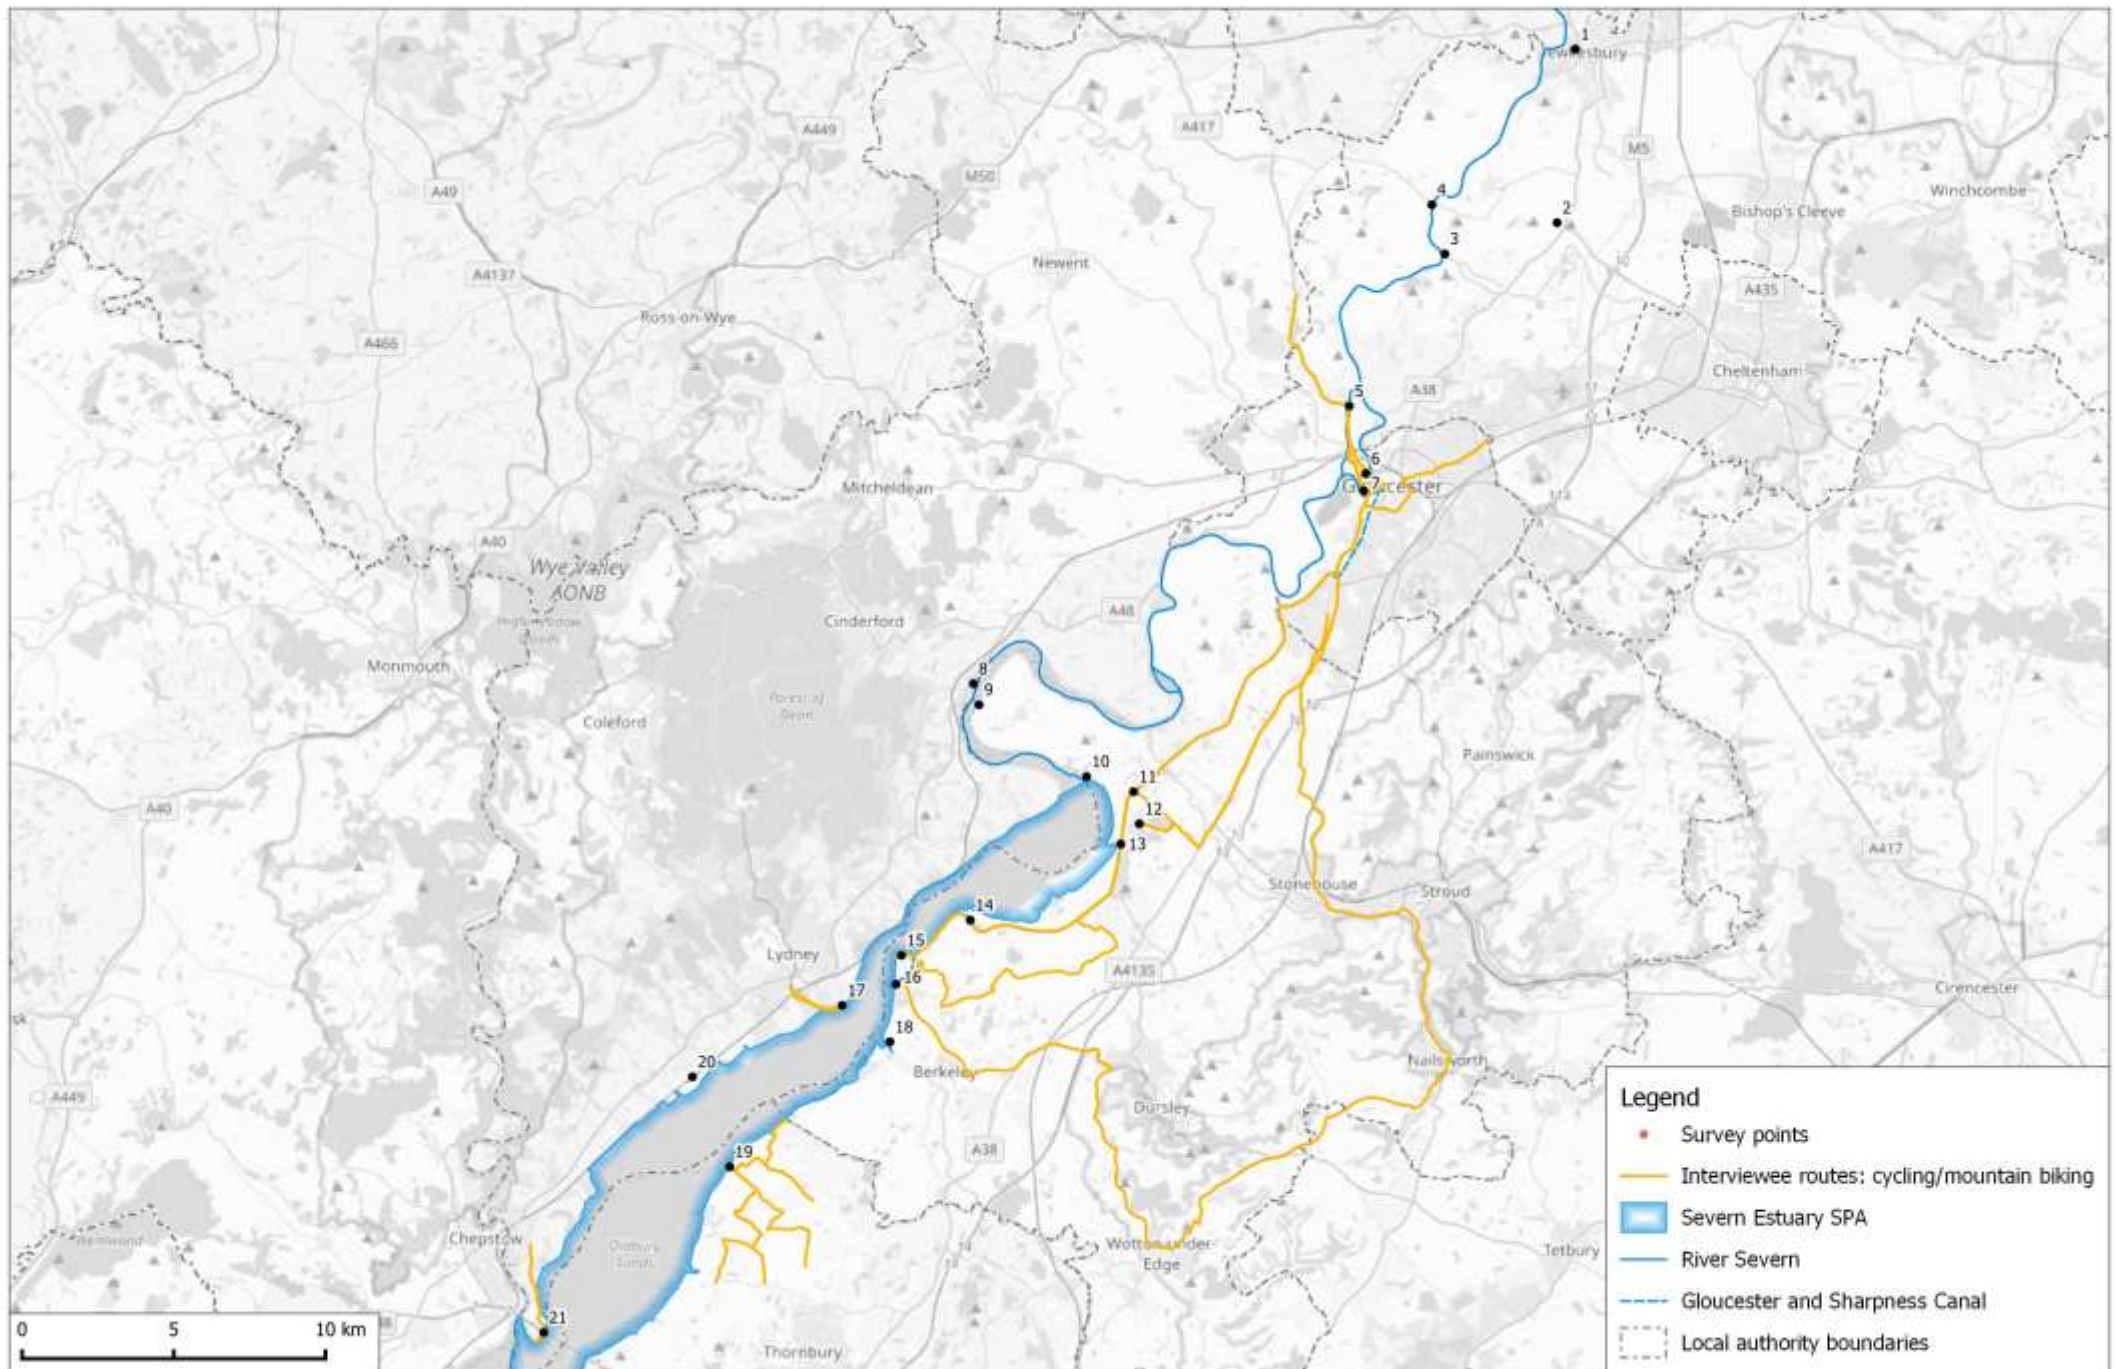 1
A449
A417
M5
M50
A49
4
2
Winchcombe
Bishop's Cleeve
3
Newent
A4137
A435
Ross-on-Wye
A466
Cheltenham
5
A38
6
Mitcheldean
7
Gloucester
A40
Wye Valley
AONB
A48
Cinderford
Monmouth
8
9
Forest of
Dean
Coleford
Painswick
10
11
A40
12
13
A417
Stonehouse
Stroud
14
15
Lydney
A4135
16
17
Cirencester
18
20
Berkeley
Nailsworth
A449
Dursley
A38
19
Chepstow
14
Wotton-under-
Edge
Tetbury
21
Thornbury
0 5 10 km
Legend
Survey points
Interviewee routes: cycling/mountain biking
Severn Estuary SPA
River Severn
Gloucester and Sharpness Canal
Local authority boundaries